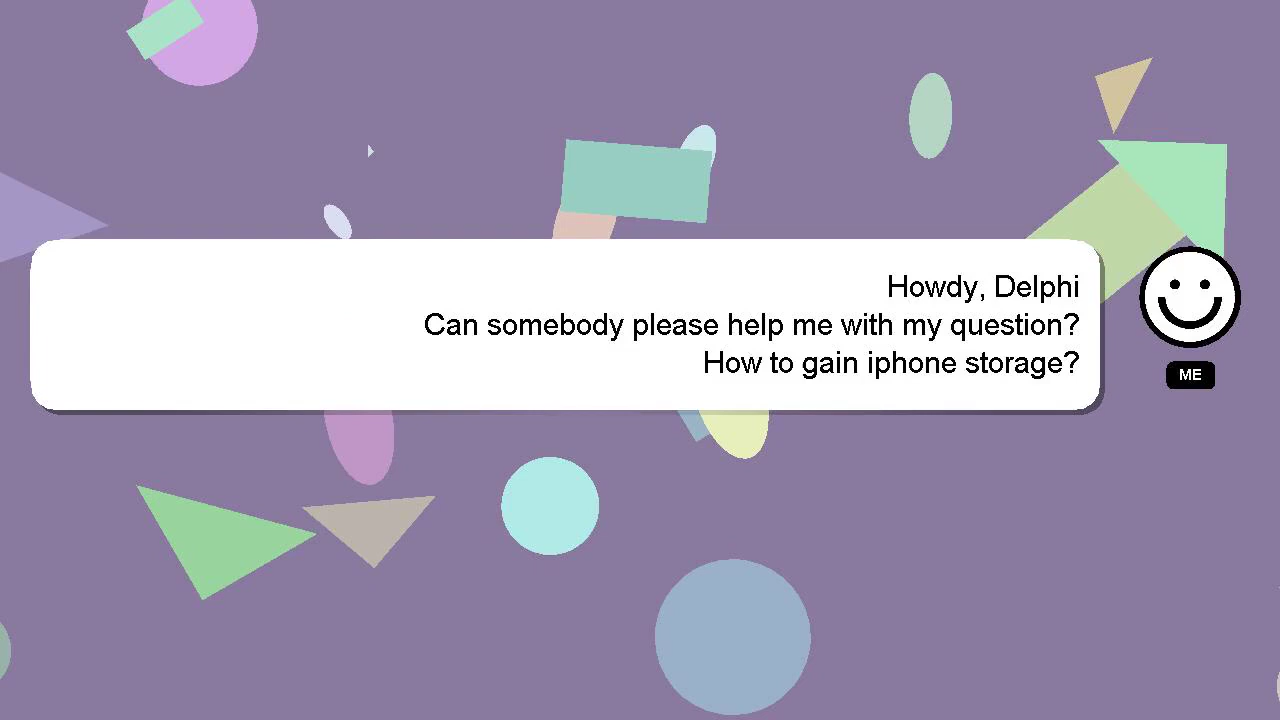 Howdy, Delphi
Can somebody please help me with my question?
How to gain iphone storage?
ME